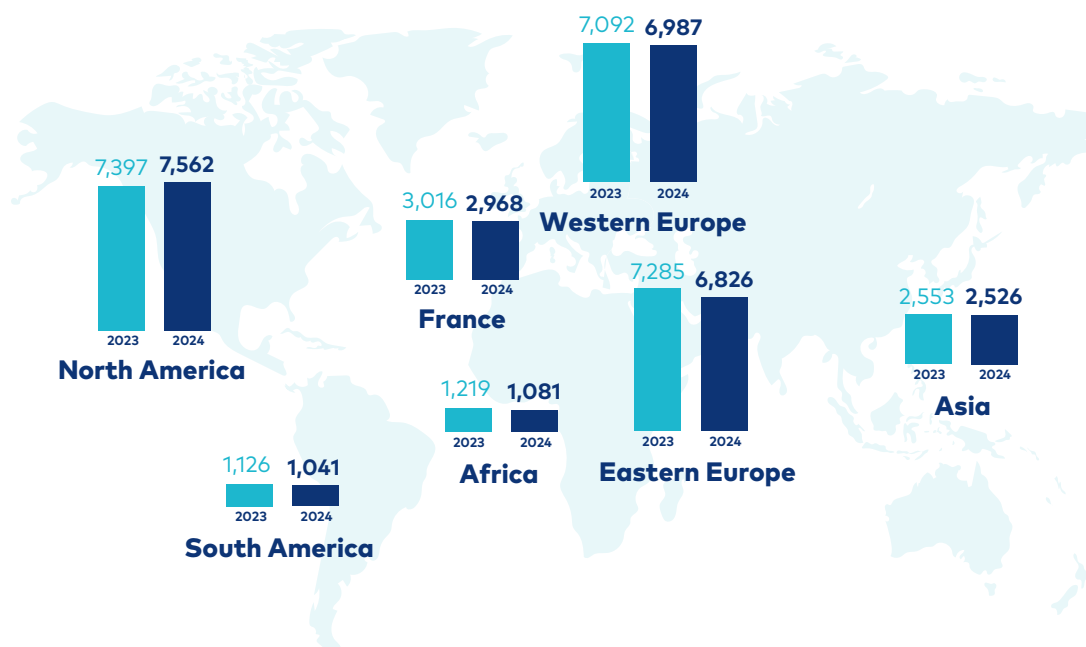 7,092 6,987
2023 2024
Western Europe
7,397 7,562
2023 2024
North America
3,016 2,968
2023 2024
France
7,285 6,826
2023 2024
Eastern Europe
2,553 2,526
2023 2024
Asia
1,219 1,081
2023 2024
Africa
1,126 1,041
2023 2024
South America